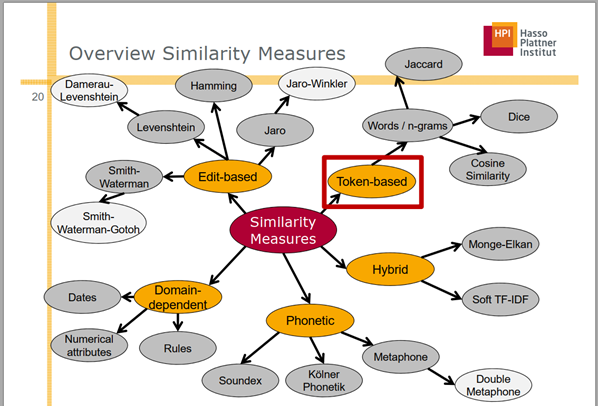 Overview Similarity Measures
HPI
Hasso
Plattner
Institut
20
Damerau-
Levenshtein
Hamming
Jaro-Winkler
Jaccard
Levenshtein
Jaro
Words / n-grams
Dice
Smith-
Waterman
Edit-based
Token-based
Cosine
Similarity
Smith-
Waterman-Gotoh
Similarity
Measures
Monge-Elkan
Hybrid
Dates
Domain-
dependent
Soft TF-IDF
Numerical
attributes
Rules
Phonetic
Metaphone
Soundex
Kölner
Phonetik
Double
Metaphone